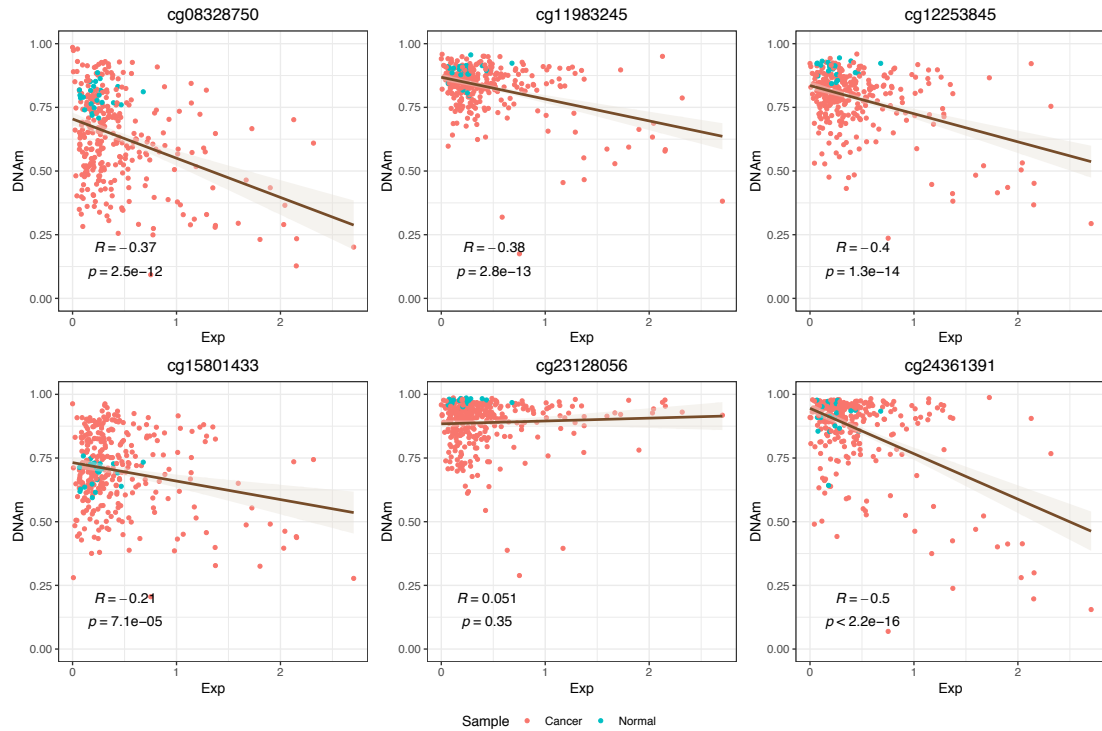 cg08328750 cg11983245 cg12253845
1.00 1.00 1.00
0.75 0.75 0.75
DNAm DNAm DNAm
0.50 0.50 0.50
0.25 0.25 0.25
R = −0.37 R = −0.38 R = −0.4
p = 2.5e−12 p = 2.8e−13 p = 1.3e−14
0.00 0.00 0.00
0 1 2 0 1 2 0 1 2
Exp Exp Exp
cg15801433 cg23128056 cg24361391
1.00 1.00 1.00
0.75 0.75 0.75
DNAm DNAm DNAm
0.50 0.50 0.50
0.25 0.25 0.25
R = −0.21 R = 0.051 R = −0.5
p = 7.1e−05 p = 0.35 p < 2.2e−16
0.00 0.00 0.00
0 1 2 0 1 2 0 1 2
Exp Exp Exp
Sample Cancer Normal